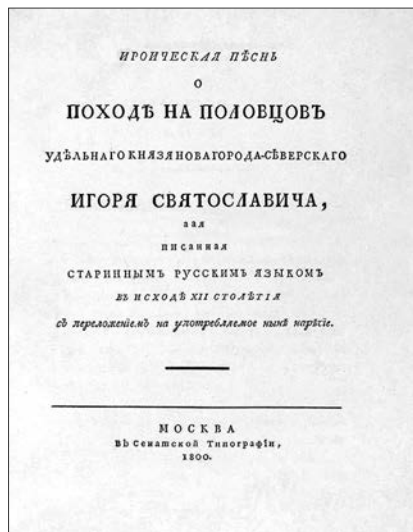 ИРОИЧЕСКАЯ ПѢСНЬ
О
ПОХОДѢ НА ПОЛОВЦОВЪ
УДѢЛЬНАГО КНЯЗЯ НОВАГОРОДА-СѢВЕРСКАГО
ИГОРЯ СВЯТОСЛАВИЧА,
писанная
СТАРИННЫМЪ РУССКИМЪ ЯЗЫКОМЪ
ВЪ ИСХОДѢ XII СТОЛѢТІЯ
съ переложеніемъ на употребляемое нынѣ нарѣчіе.
МОСКВА
Въ Сенатской Типографіи,
1800.